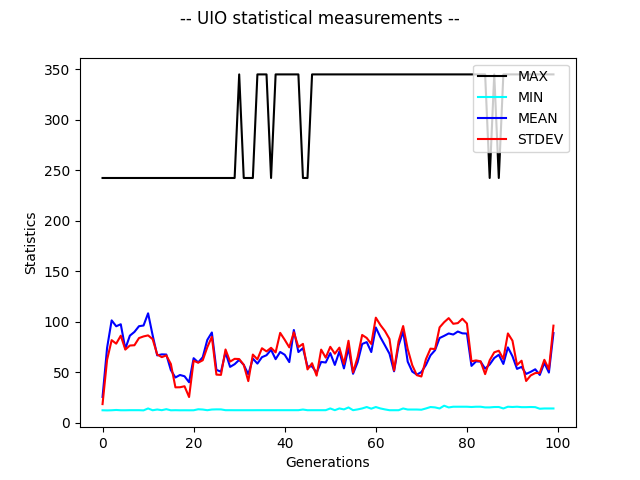 -- UIO statistical measurements --
350
300
250
200
150
100
50
0
Statistics
MAX
MIN
MEAN
STDEV
0 20 40 60 80 100
Generations